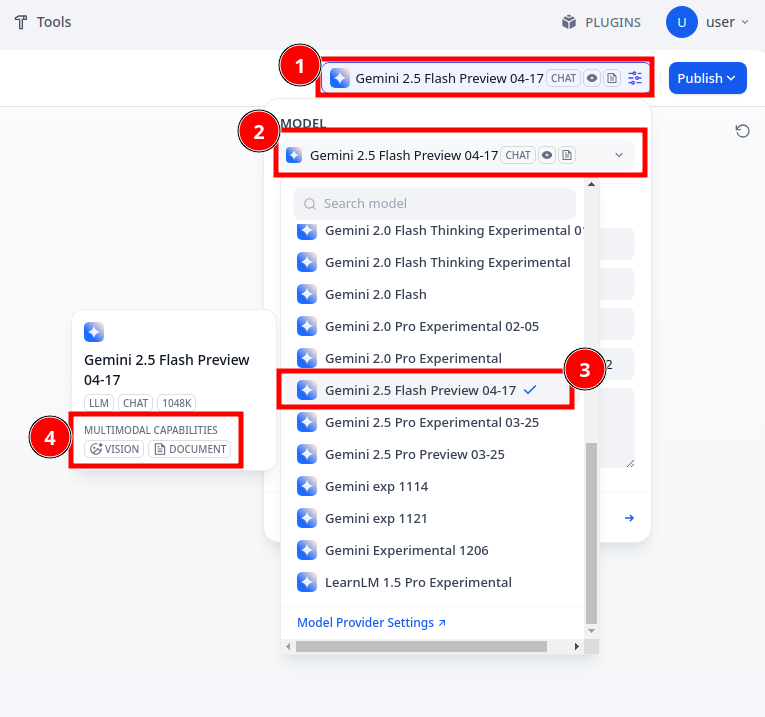 Tools
PLUGINS
U
user
1
Gemini 2.5 Flash Preview 04-17 CHAT
Publish
MODEL
2
Gemini 2.5 Flash Preview 04-17 CHAT
Search model
Gemini 2.0 Flash Thinking Experimental
Gemini 2.0 Flash Thinking Experimental
Gemini 2.0 Flash
Gemini 2.0 Pro Experimental 02-05
Gemini 2.0 Pro Experimental
2
3
Gemini 2.5 Flash Preview 04-17
Gemini 2.5 Pro Experimental 03-25
Gemini 2.5 Pro Preview 03-25
Gemini exp 1114
Gemini exp 1121
Gemini Experimental 1206
LearnLM 1.5 Pro Experimental
Model Provider Settings
Gemini 2.5 Flash Preview
04-17
LLM CHAT 1048K
4
MULTIMODAL CAPABILITIES
VISION DOCUMENT